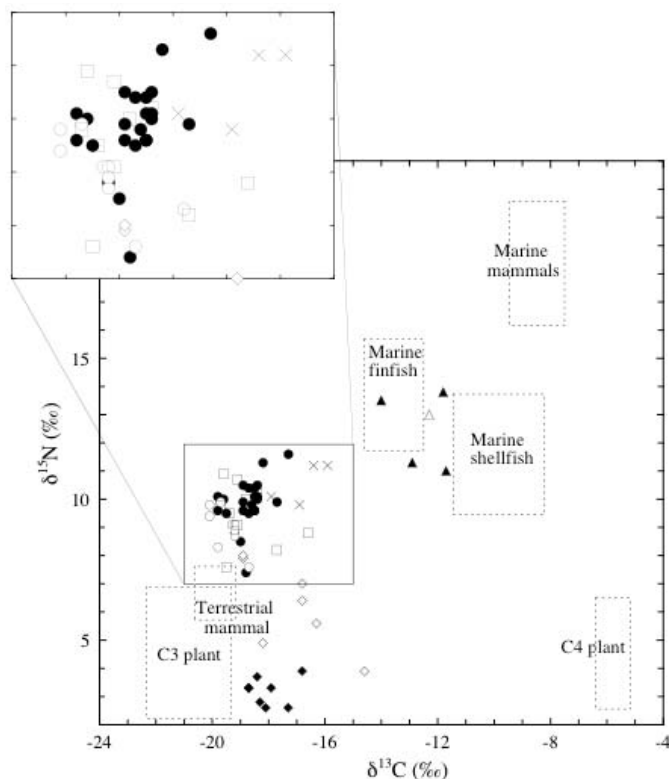 Marine
mammals
Marine
finfish
Marine
shellfish
Terrestrial
mammal
C3 plant
C4 plant
15
10
5
δ¹⁵N (‰)
-24
-20
-16
-12
-8
-4
δ¹³C (‰)